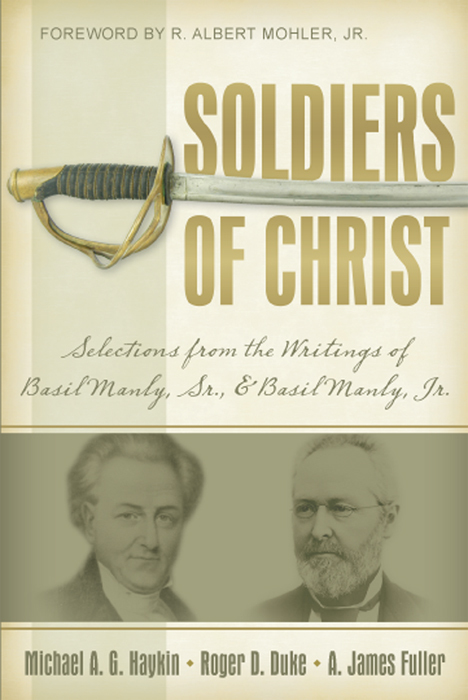 FOREWORD BY R. ALBERT MOHLER, JR.
SOLDIERS
OF CHRIST
Selections from the Writings of
Basil Manly, Sr., & Basil Manly, Jr.
Michael A. G. Haykin • Roger D. Duke • A. James Fuller